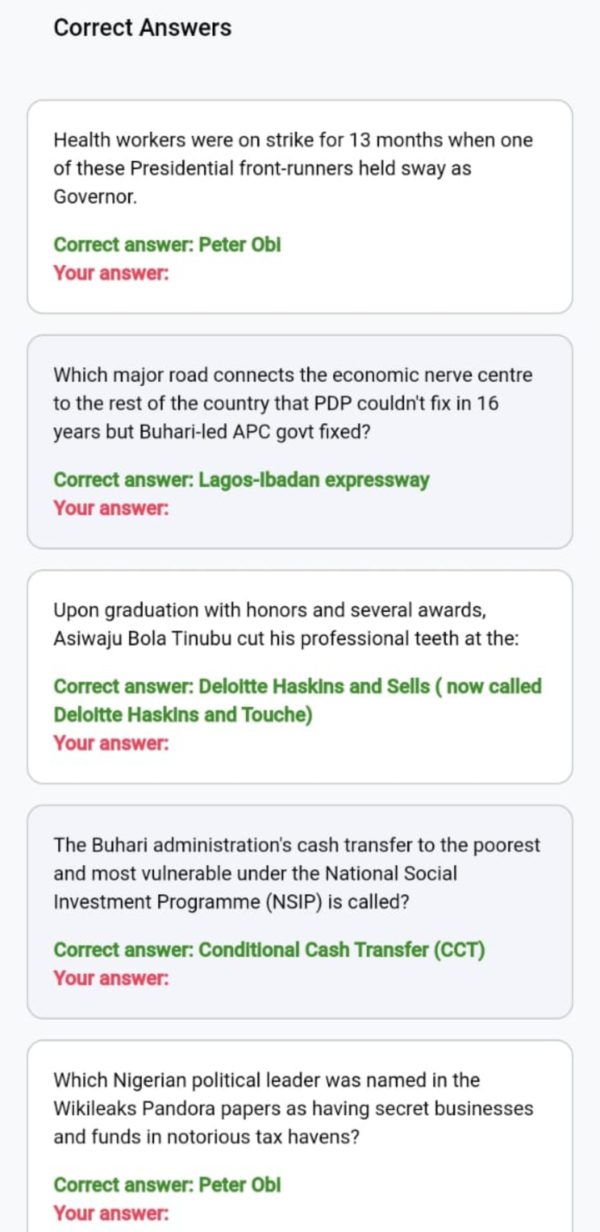 Correct Answers
Health workers were on strike for 13 months when one
of these Presidential front-runners held sway as
Governor.
Correct answer: Peter Obi
Your answer:
Which major road connects the economic nerve centre
to the rest of the country that PDP couldn't fix in 16
years but Buhari-led APC govt fixed?
Correct answer: Lagos-Ibadan expressway
Your answer:
Upon graduation with honors and several awards,
Asiwaju Bola Tinubu cut his professional teeth at the:
Correct answer: Deloitte Haskins and Sells ( now called
Deloitte Haskins and Touche)
Your answer:
The Buhari administration's cash transfer to the poorest
and most vulnerable under the National Social
Investment Programme (NSIP) is called?
Correct answer: Conditional Cash Transfer (CCT)
Your answer:
Which Nigerian political leader was named in the
Wikileaks Pandora papers as having secret businesses
and funds in notorious tax havens?
Correct answer: Peter Obi
Your answer: